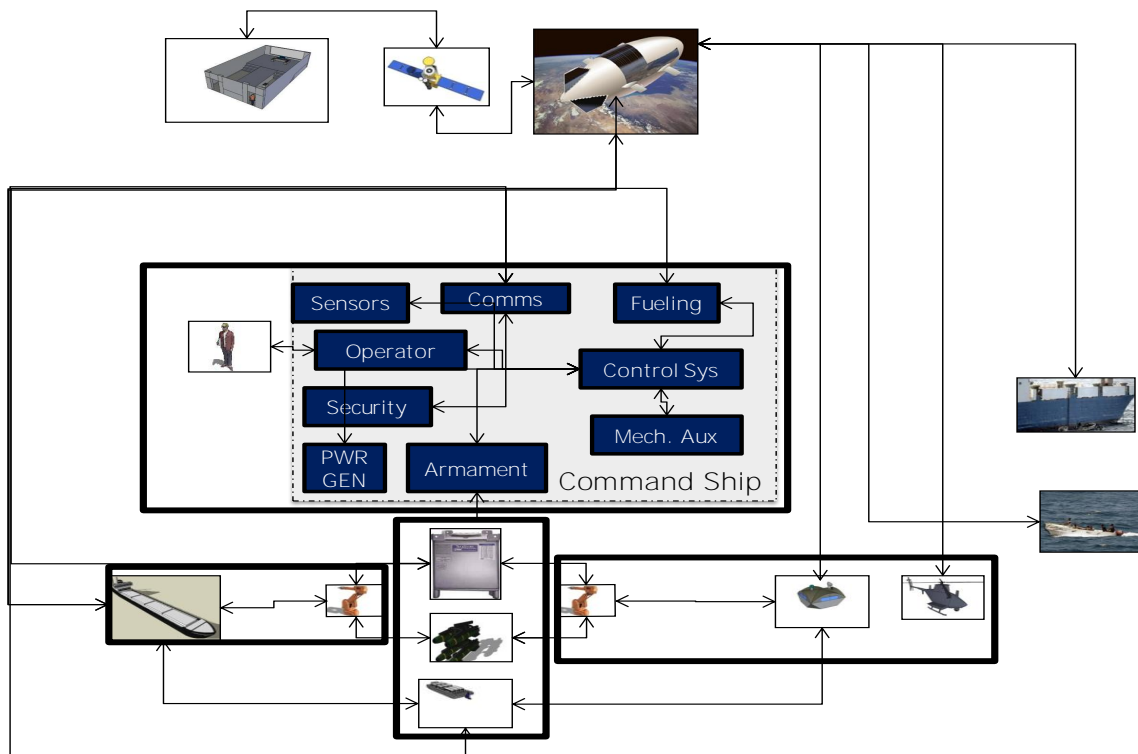 Sensors
Comms
Fueling
Operator
Control Sys
Security
Mech. Aux
PWR
GEN
Armament
Command Ship